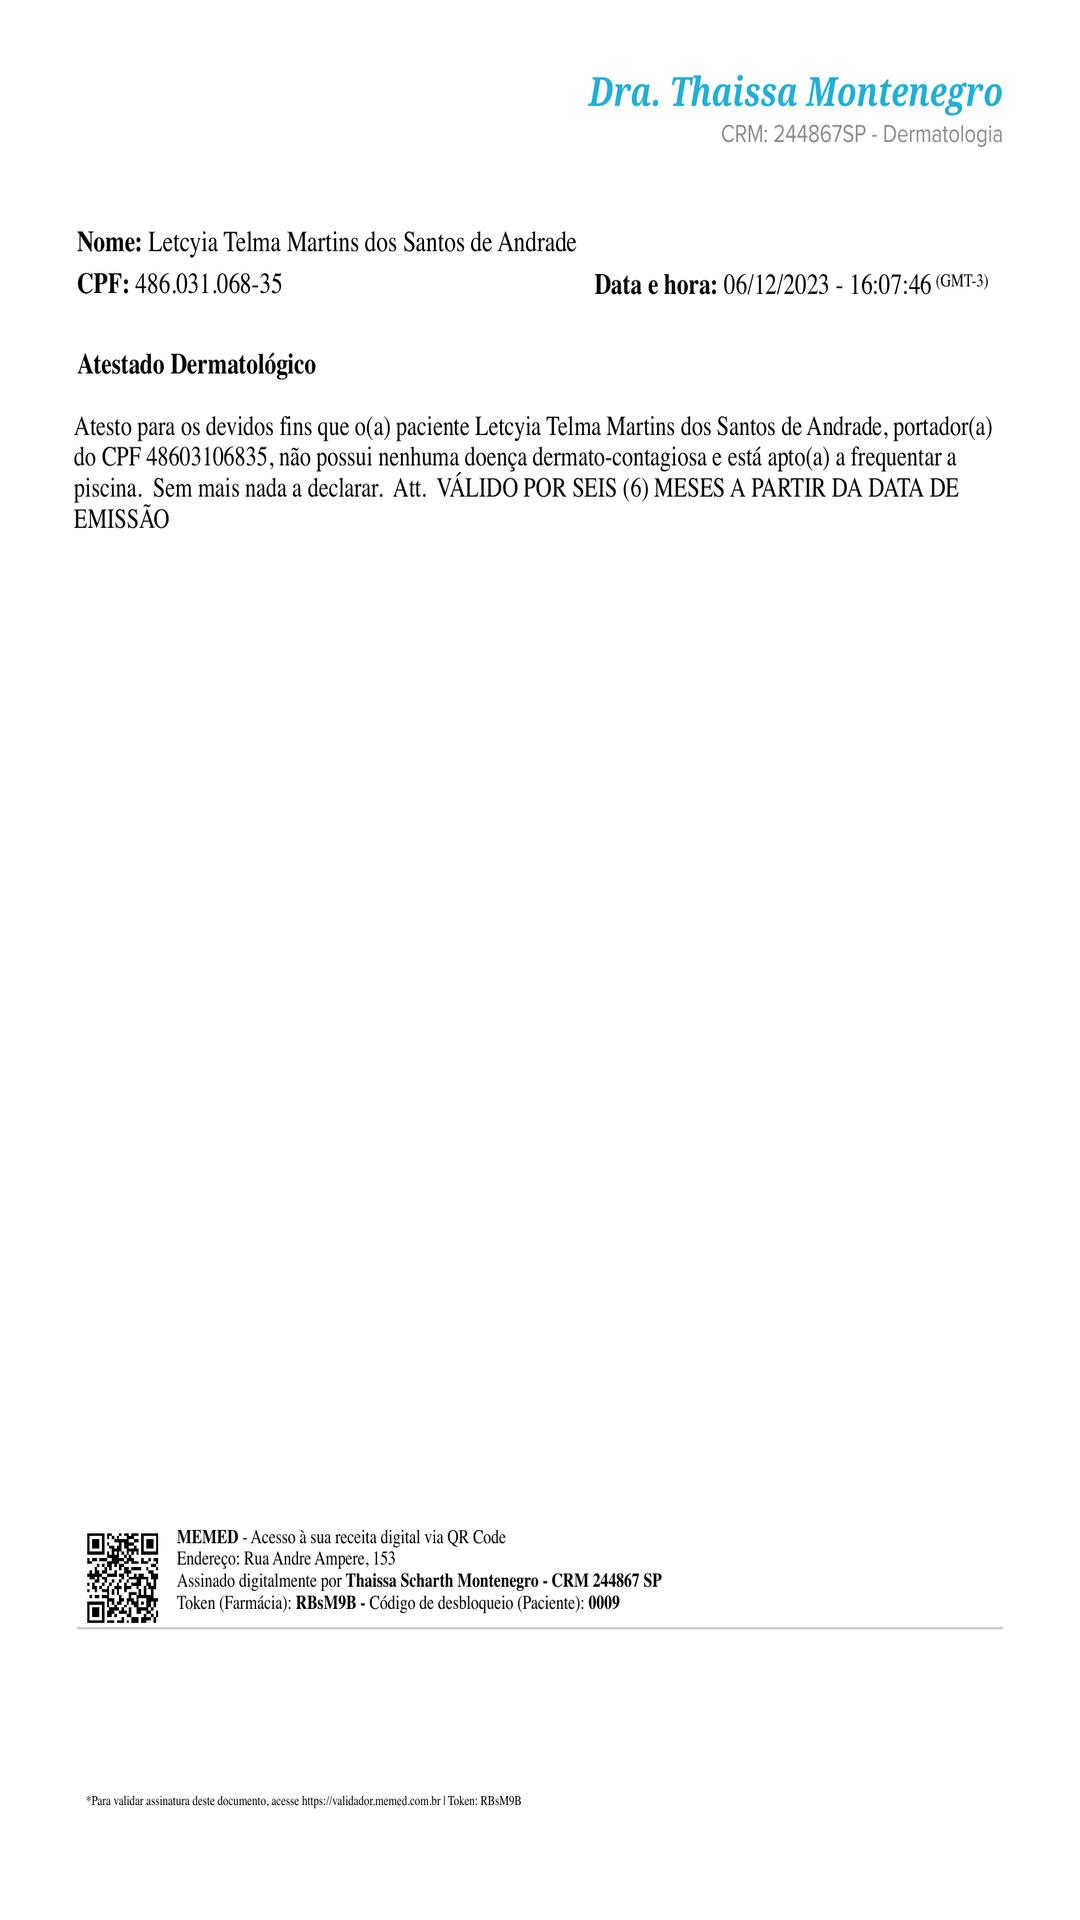 Dra. Thaissa Montenegro
CRM: 244867SP - Dermatologia
Nome: Letcyia Telma Martins dos Santos de Andrade
CPF: 486.031.068-35 Data e hora: 06/12/2023 - 16:07:46 (GMT-3)
Atestado Dermatológico
Atesto para os devidos fins que o(a) paciente Letcyia Telma Martins dos Santos de Andrade, portador(a)
do CPF 48603106835, não possui nenhuma doença dermato-contagiosa e está apto(a) a frequentar a
piscina. Sem mais nada a declarar. Att. VÁLIDO POR SEIS (6) MESES A PARTIR DA DATA DE
EMISSÃO
MEMED - Acesso à sua receita digital via QR Code
Endereço: Rua Andre Ampere, 153
Assinado digitalmente por Thaissa Scharth Montenegro - CRM 244867 SP
Token (Farmácia): RBsM9B - Código de desbloqueio (Paciente): 0009
*Para validar assinatura deste documento, acesse https://validador.memed.com.br | Token: RBsM9B